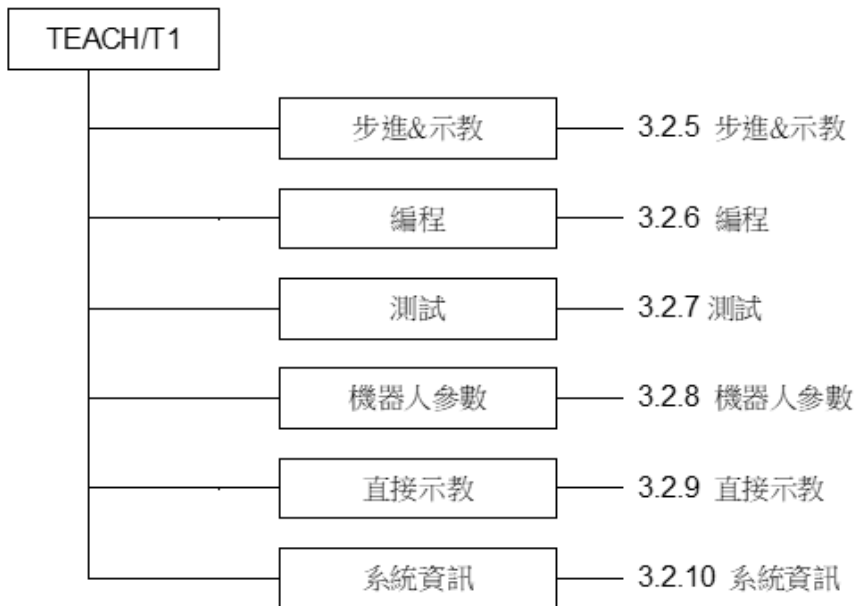 TEACH/T1
步進&示教
3.2.5 步進&示教
編程
3.2.6 編程
測試
3.2.7 測試
機器人參數
3.2.8 機器人參數
直接示教
3.2.9 直接示教
系統資訊
3.2.10 系統資訊